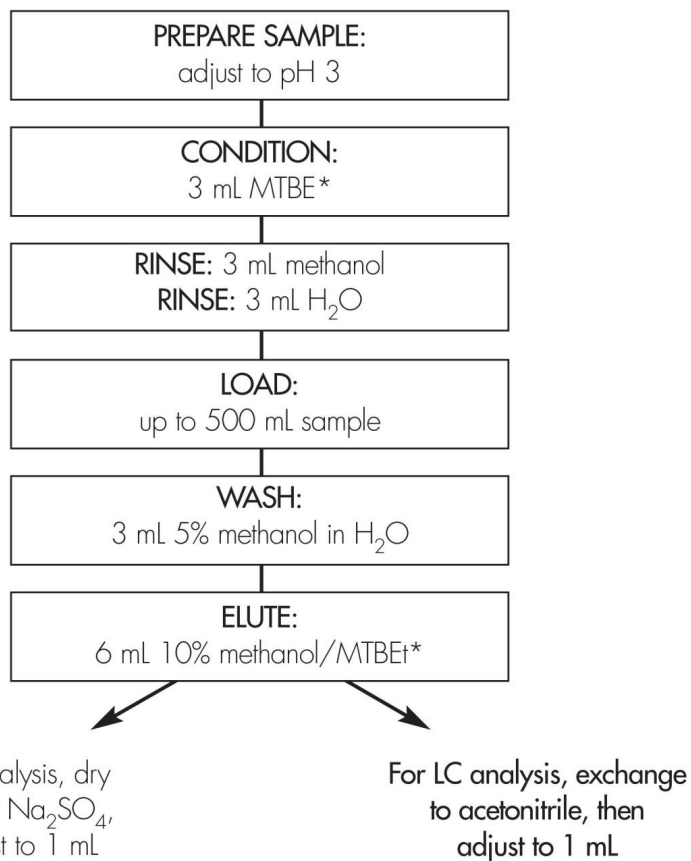 PREPARE SAMPLE:
adjust to pH 3
CONDITION:
3 mL MTBE*
RINSE: 3 mL methanol
RINSE: 3 mL H₂O
LOAD:
up to 500 mL sample
WASH:
3 mL 5% methanol in H₂O
ELUTE:
6 mL 10% methanol/MTBEt*
alysis, dry
Na₂SO₄,
t to 1 mL
For LC analysis, exchange
to acetonitrile, then
adjust to 1 mL